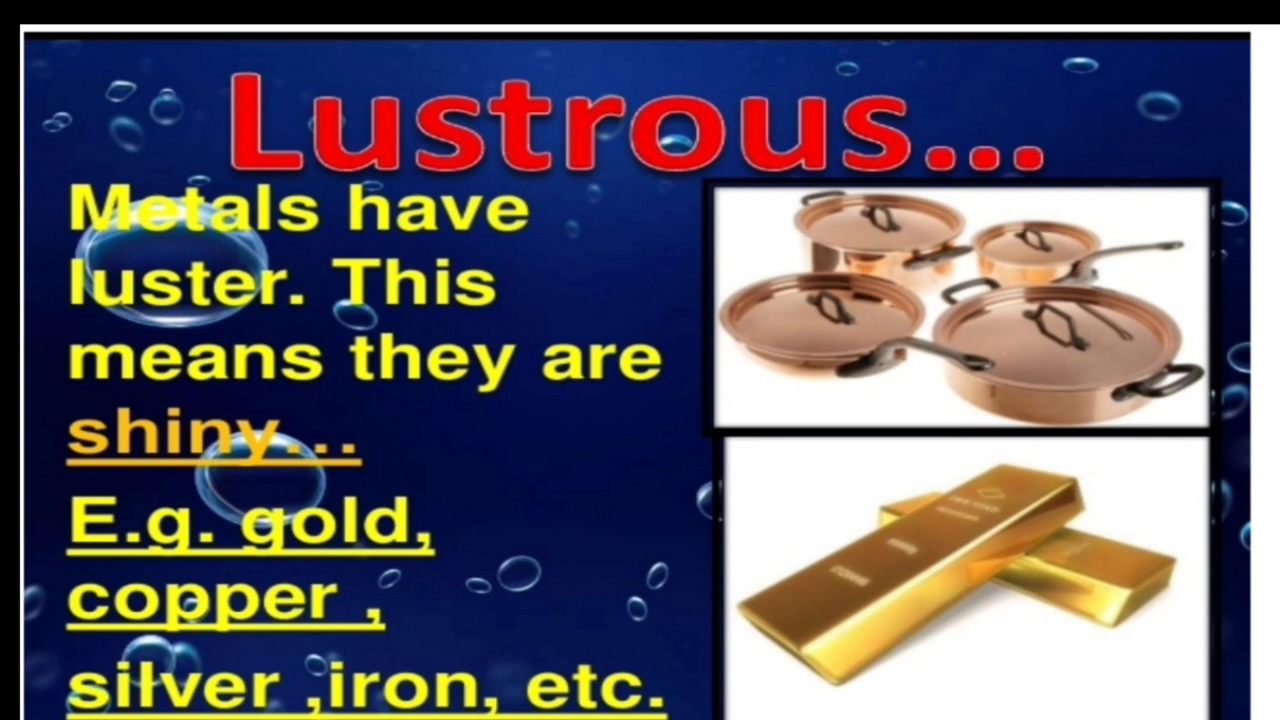 Lustrous...
Metals have
luster. This
means they are
shiny...
E.g. gold,
copper ,
silver ,iron, etc.